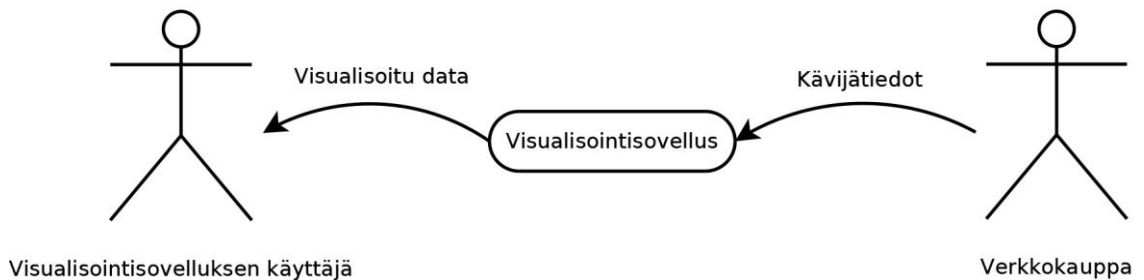 Visualisoitu data
Kävijätiedot
Visualisointisovellus
Visualisointisovelluksen käyttäjä
Verkkokauppa